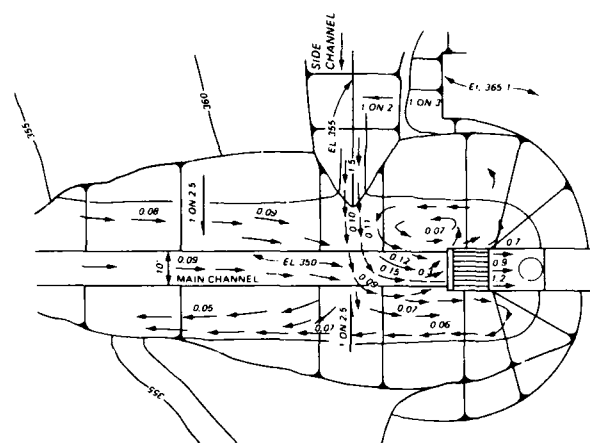 SIDE
CHANNEL
EL 365 1
360
355
1 ON 2
1 ON 3
EL 355
15
0.08
1 ON 2.5
0.09
0.10
0.11
0.07
0.7
0.09
EL 350
0.12
0.15
0.9
10'
MAIN CHANNEL
0.09
1.2
0.05
0.07
1 ON 2.5
0.07
0.06
355